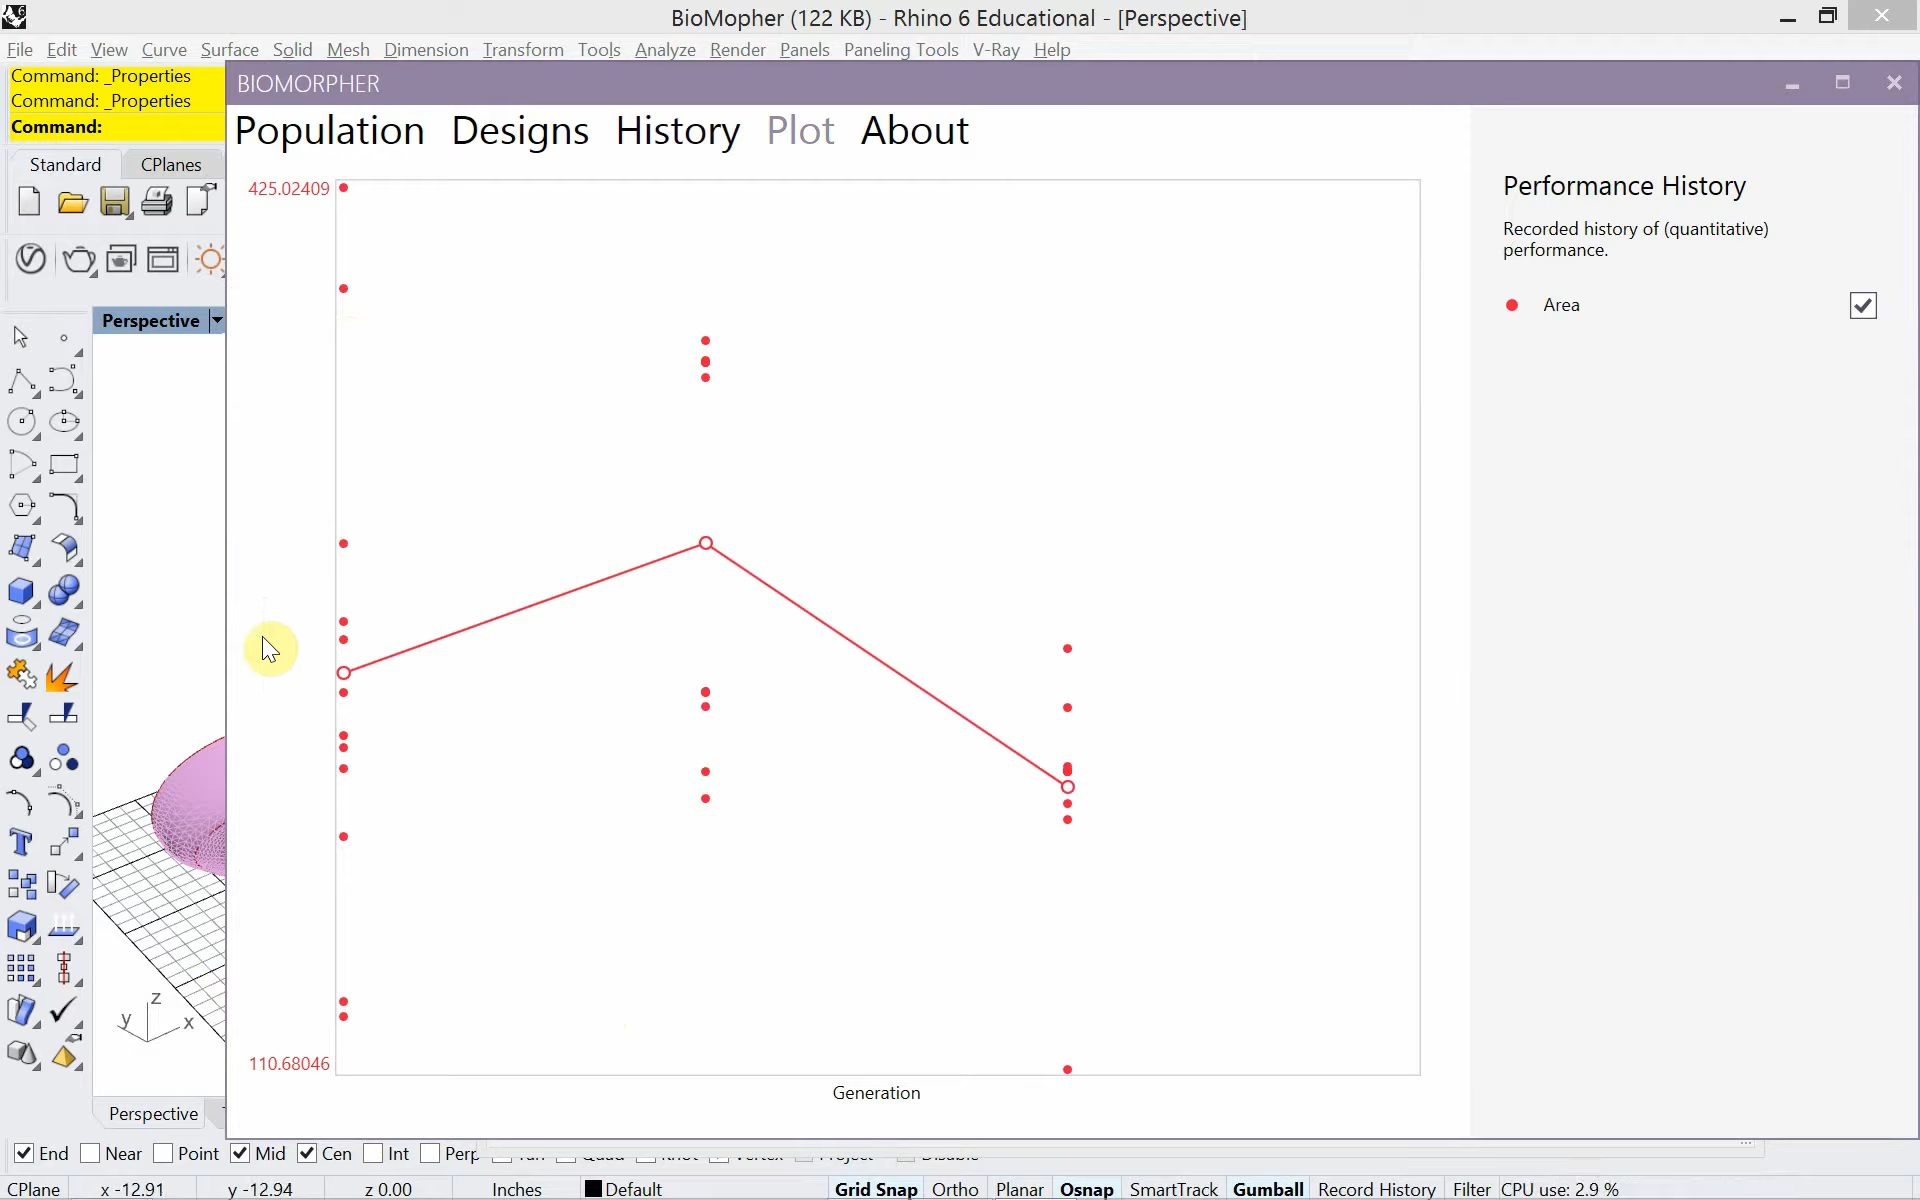 BioMopher (122 KB) - Rhino 6 Educational - [Perspective]
File Edit View Curve Surface Solid Mesh Dimension Transform Tools Analyze Render Panels Paneling Tools V-Ray Help
Command: _Properties
Command: _Properties
Command:
BIOMORPHER
Population Designs History Plot About
Standard CPlanes
Perspective
425.02409
110.68046
Generation
Performance History
Recorded history of (quantitative)
performance.
Area
z
y x
Perspective
End Near Point Mid Cen Int Perp
CPlane x -12.91 y -12.94 z 0.00 Inches Default Grid Snap Ortho Planar Osnap SmartTrack Gumball Record History Filter CPU use: 2.9 %